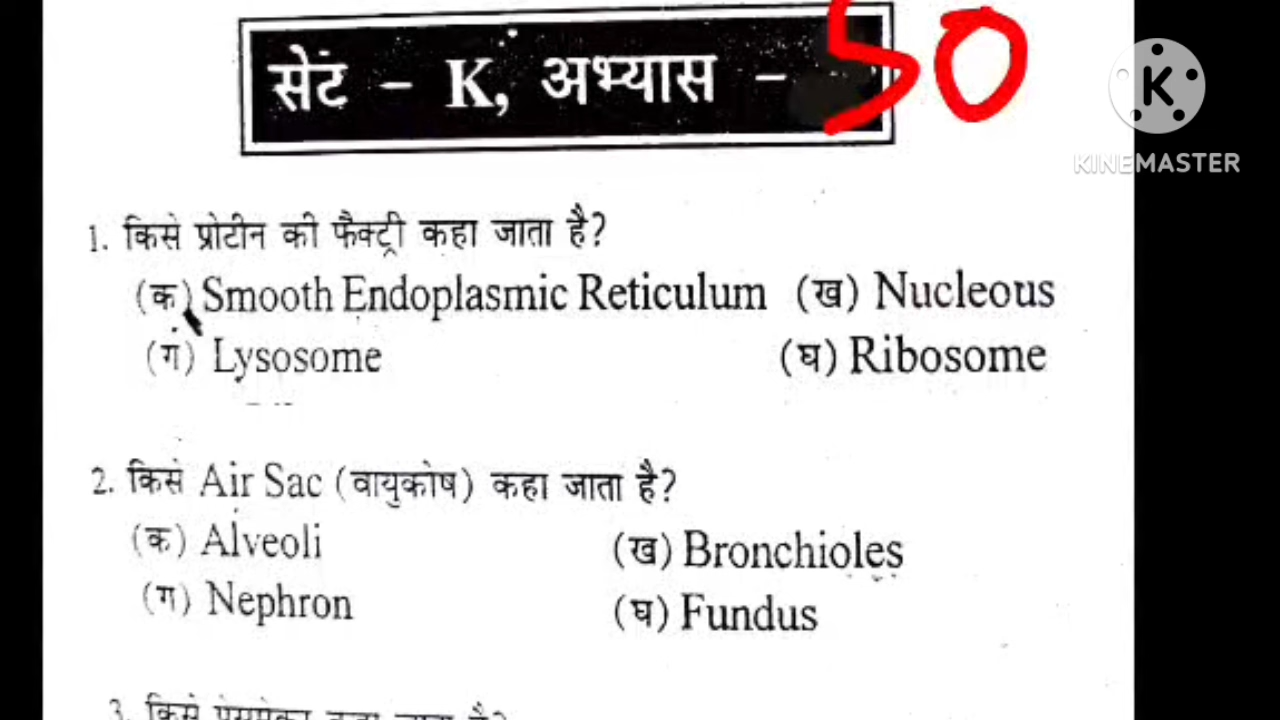 सेट - K, अभ्यास - 50
K
KINEMASTER
1. किसे प्रोटीन की फैक्ट्री कहा जाता है?
(क) Smooth Endoplasmic Reticulum (ख) Nucleous
(ग) Lysosome (घ) Ribosome
2. किसे Air Sac (वायुकोष) कहा जाता है?
(क) Alveoli (ख) Bronchioles
(ग) Nephron (घ) Fundus
3. किसे